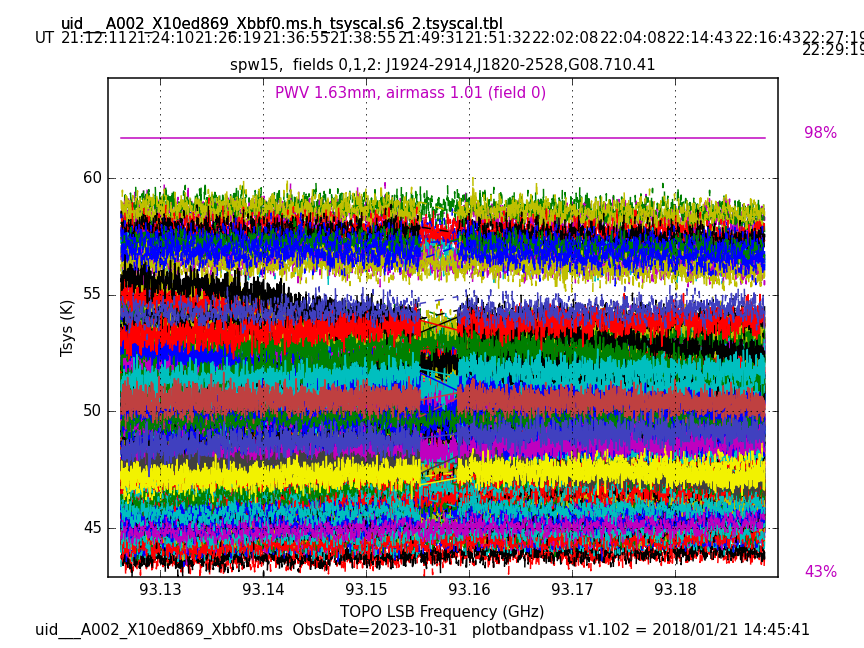 uid___A002_X10ed869_Xbbf0.ms.h_tsyscal.s6_2.tsyscal.tbl
UT 21:12:11 21:24:10 21:26:19 21:36:55 21:38:55 21:49:31 21:51:32 22:02:08 22:04:08 22:14:43 22:16:43 22:27:19
22:29:19
spw15, fields 0,1,2: J1924-2914,J1820-2528,G08.710.41
PWV 1.63mm, airmass 1.01 (field 0)
98%
60
55
Tsys (K)
50
45
43%
93.13 93.14 93.15 93.16 93.17 93.18
TOPO LSB Frequency (GHz)
uid___A002_X10ed869_Xbbf0.ms ObsDate=2023-10-31 plotbandpass v1.102 = 2018/01/21 14:45:41